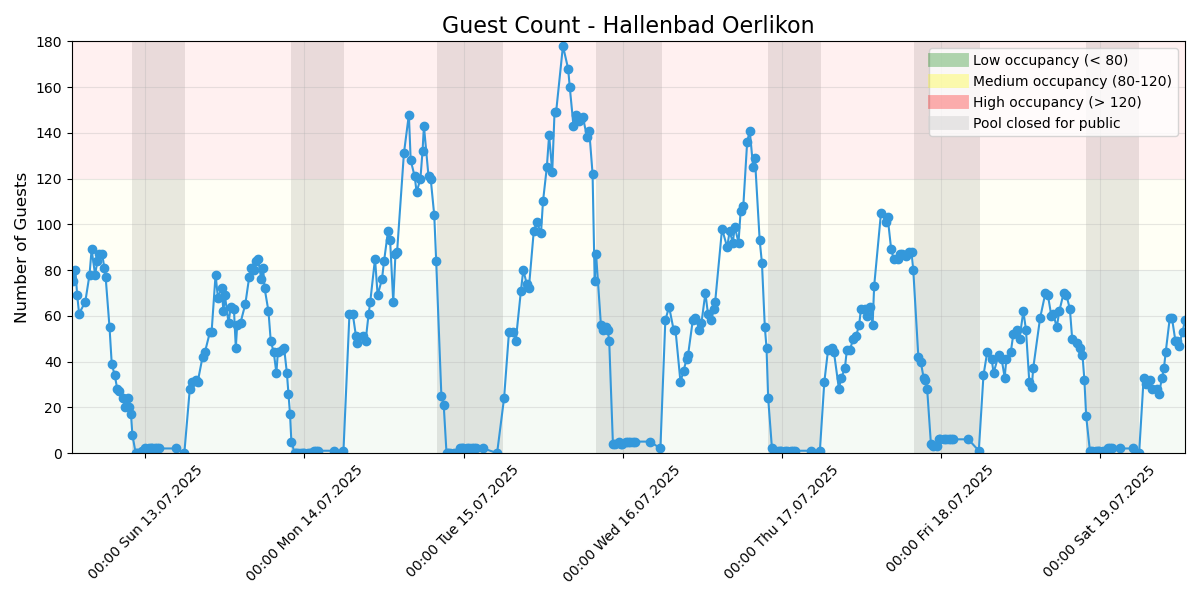 Guest Count - Hallenbad Oerlikon
Number of Guests
180
160
140
120
100
80
60
40
20
0
Low occupancy (< 80)
Medium occupancy (80-120)
High occupancy (> 120)
Pool closed for public
00:00 Sun 13.07.2025
00:00 Mon 14.07.2025
00:00 Tue 15.07.2025
00:00 Wed 16.07.2025
00:00 Thu 17.07.2025
00:00 Fri 18.07.2025
00:00 Sat 19.07.2025